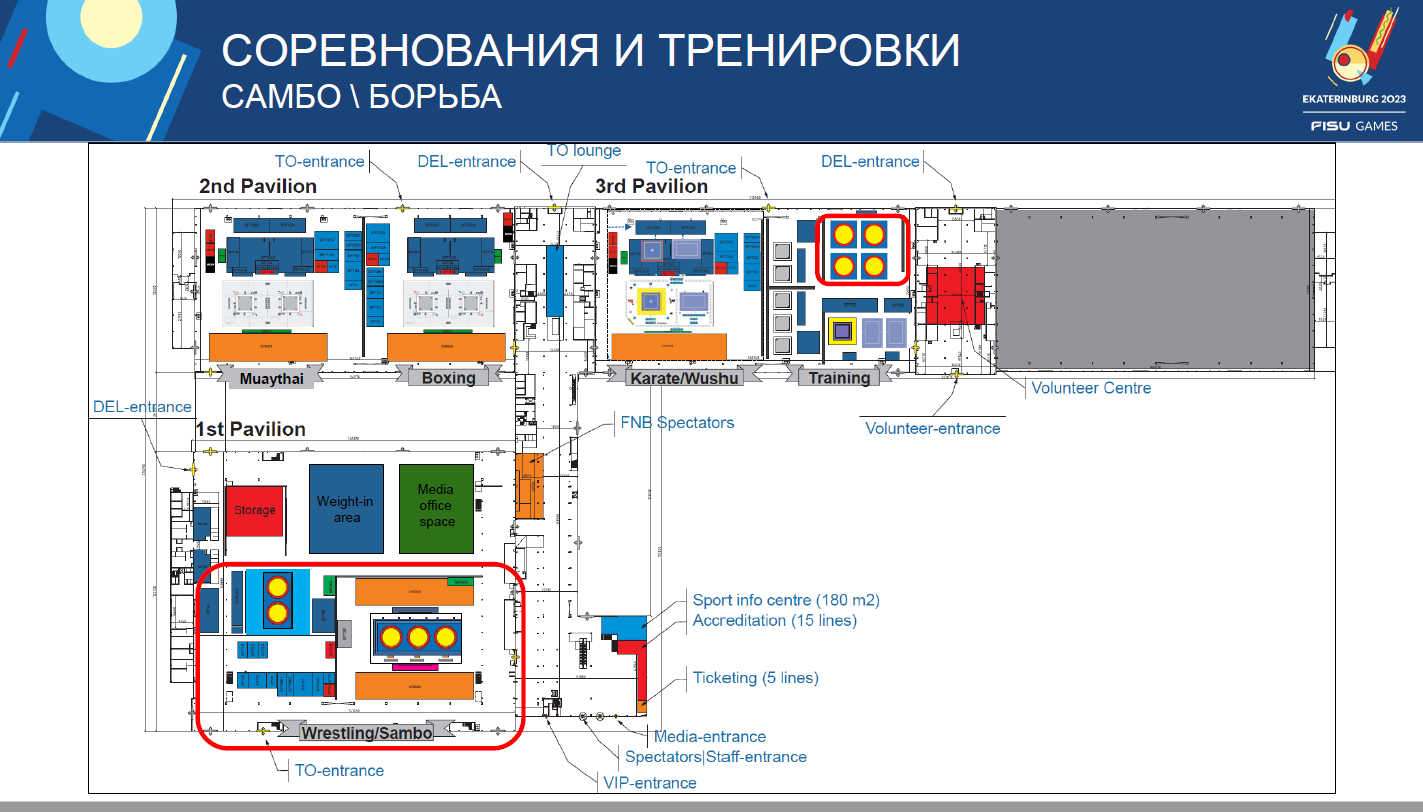 СОРЕВНОВАНИЯ И ТРЕНИРОВКИ
САМБО \ БОРЬБА
EKATERINBURG 2023
FISU GAMES
TO-entrance
DEL-entrance
TO lounge
TO-entrance
DEL-entrance
2nd Pavilion
3rd Pavilion
Muaythai
Boxing
Karate/Wushu
Training
Volunteer Centre
DEL-entrance
Volunteer-entrance
FNB Spectators
1st Pavilion
Storage
Weight-in
area
Media
office
space
Sport info centre (180 m2)
Accreditation (15 lines)
Ticketing (5 lines)
Wrestling/Sambo
Media-entrance
Spectators|Staff-entrance
TO-entrance
VIP-entrance